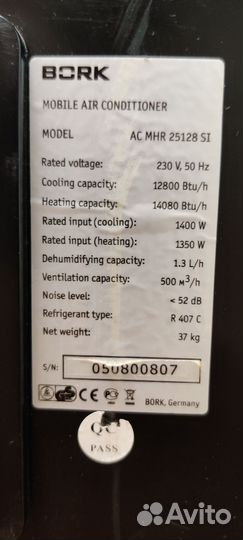 BORK
MOBILE AIR CONDITIONER
MODEL AC MHR 25128 SI
Rated voltage: 230 V, 50 Hz
Cooling capacity: 12800 Btu/h
Heating capacity: 14080 Btu/h
Rated input (cooling): 1400 W
Rated input (heating): 1350 W
Dehumidifying capacity: 1.3 L/h
Ventilation capacity: 500 м³/h
Noise level: < 52 dB
Refrigerant type: R 407 C
Net weight: 37 kg
S/N: 050800807
BORK, Germany
QC
PASS
Avito